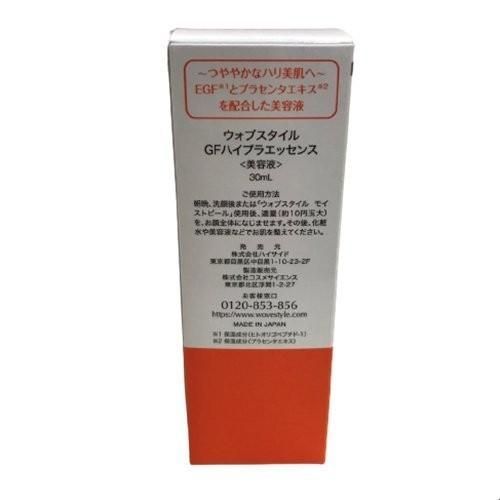 ～つややかなハリ美肌へ～
EGF※1とプラセンタエキス※2
を配合した美容液
ウォブスタイル
GFハイプラエッセンス
＜美容液＞
30mL
ご使用方法
朝晩、洗顔後または「ウォブスタイル モイ
ストピール」使用後、適量(約10円玉大)
を、お顔全体になじませます。その後、化粧
水や美容液などでお肌を整えてください。
発 売 元
株式会社ハイサイド
東京都目黒区中目黒1-10-23-2F
製造販売元
株式会社コスメサイエンス
東京都北区浮間1-2-27
お客様窓口
0120-853-856
https://www.wovestyle.com
MADE IN JAPAN
※1 保湿成分(ヒトオリゴペプチド-1)
※2 保湿成分(プラセンタエキス)